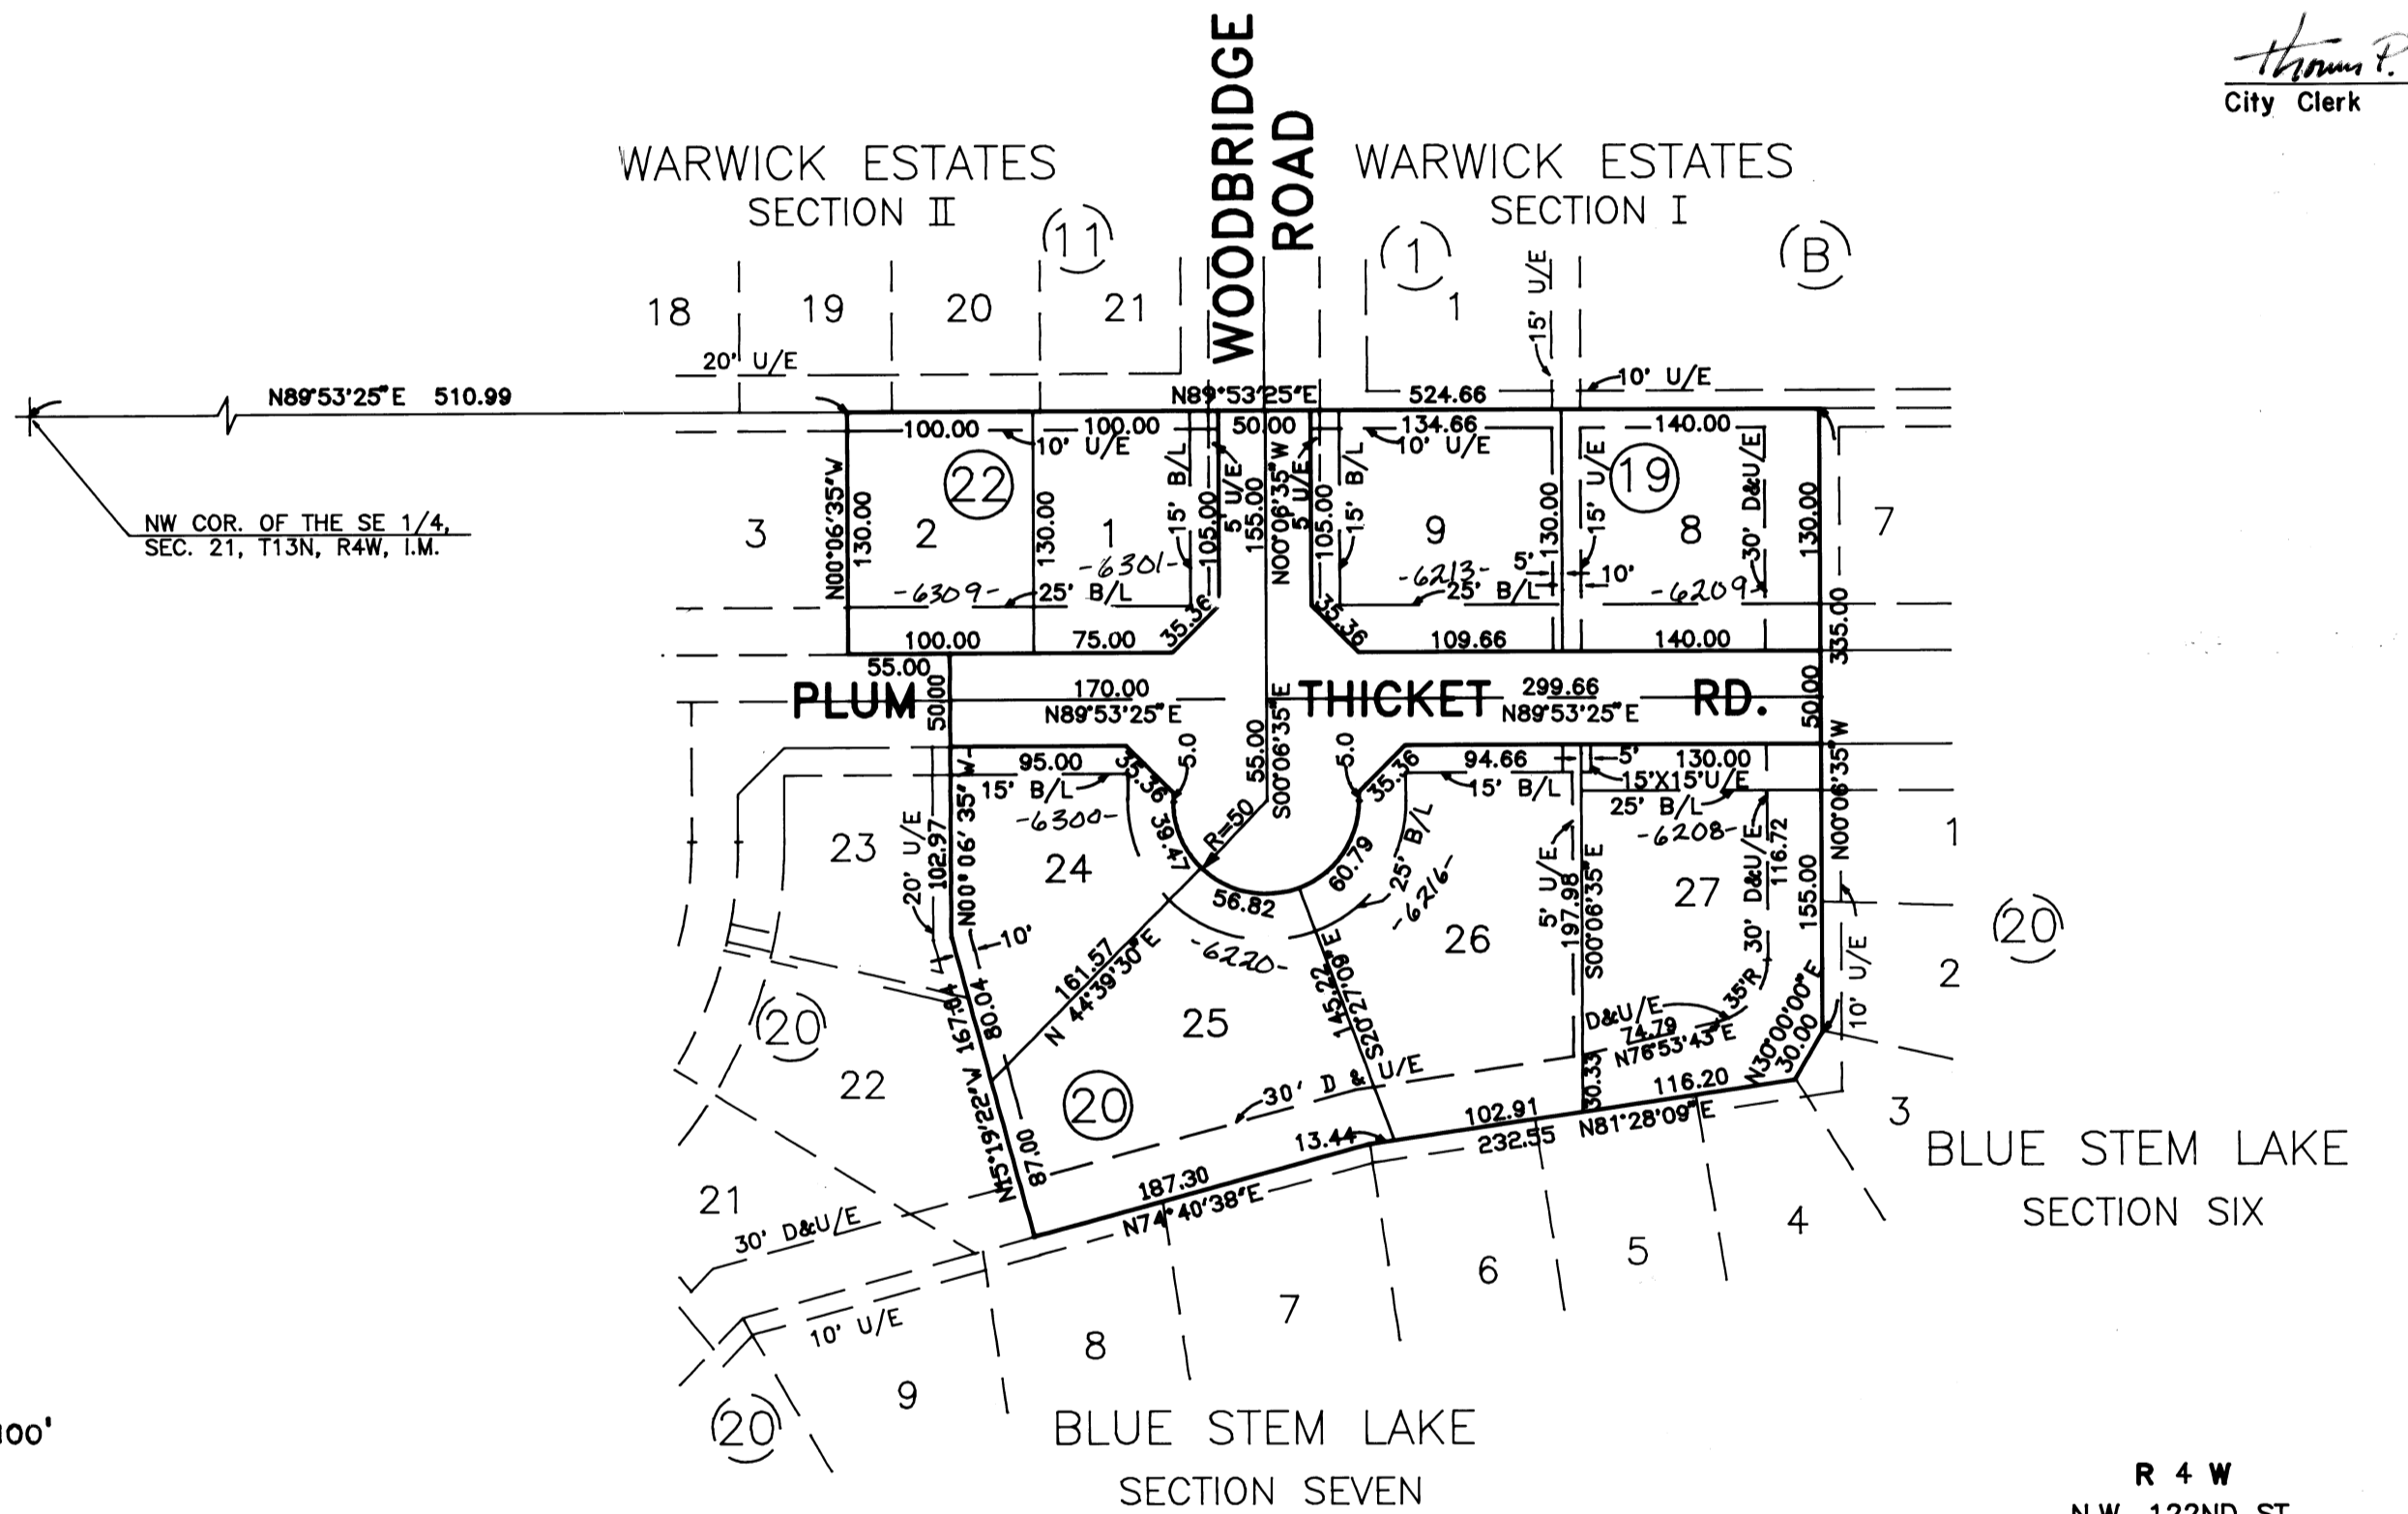 Thomas P.
City Clerk
WOODBRIDGE
ROAD
WARWICK ESTATES
SECTION II
WARWICK ESTATES
SECTION I
(11)
(1)
(B)
18
19
20
21
1
15' U/E
20' U/E
10' U/E
N89°53'25"E 510.99
N89°53'25"E
524.66
100.00
100.00
50.00
134.66
140.00
10' U/E
10' U/E
NW COR. OF THE SE 1/4,
SEC. 21, T13N, R4W, I.M.
3
N00°06'35"W
130.00
2
22
130.00
1
15' B/L
105.00
5' U/E
155.00
N00°06'35"W
5' U/E
105.00
15' B/L
9
130.00
15' U/E
19
8
30' D&U/E
130.00
7
-6309-
-6301-
25' B/L
-6213-
25' B/L
5'
10'
-6209-
335.00
35.36
35.36
100.00
75.00
109.66
140.00
55.00
50.00
PLUM THICKET RD.
170.00
N89°53'25"E
299.66
N89°53'25"E
50.00
S00°06'35"E
55.00
5.0
5.0
95.00
15' B/L
35.36
35.36
94.66
15' B/L
5'
130.00
15'X15'U/E
25' B/L
N00°06'35"W
-6300-
-6208-
23
20' U/E
102.97
N00°06'35"W
24
39.47
R=50
56.82
60.79
25' B/L
-6216-
-6220-
5' U/E
197.98
S00°06'35"E
27
30' D&U/E
116.72
155.00
1
(20)
2
10' U/E
10'
26
161.57
N 44°39'30"E
145.22
S20°27'09"E
25
(20)
22
N15°19'22"W 167.04
80.04
87.00
20
30' D & U/E
D&U/E
35'R
74.79
N76°53'43"E
30.33
N30°00'00"E
30.00
116.20
N81°28'09"E
102.91
232.55
13.44
187.30
N74°40'38"E
3
BLUE STEM LAKE
SECTION SIX
21
30' D&U/E
10' U/E
4
5
6
7
8
9
(20)
BLUE STEM LAKE
SECTION SEVEN
100'
R 4 W
N.W. 122ND ST.